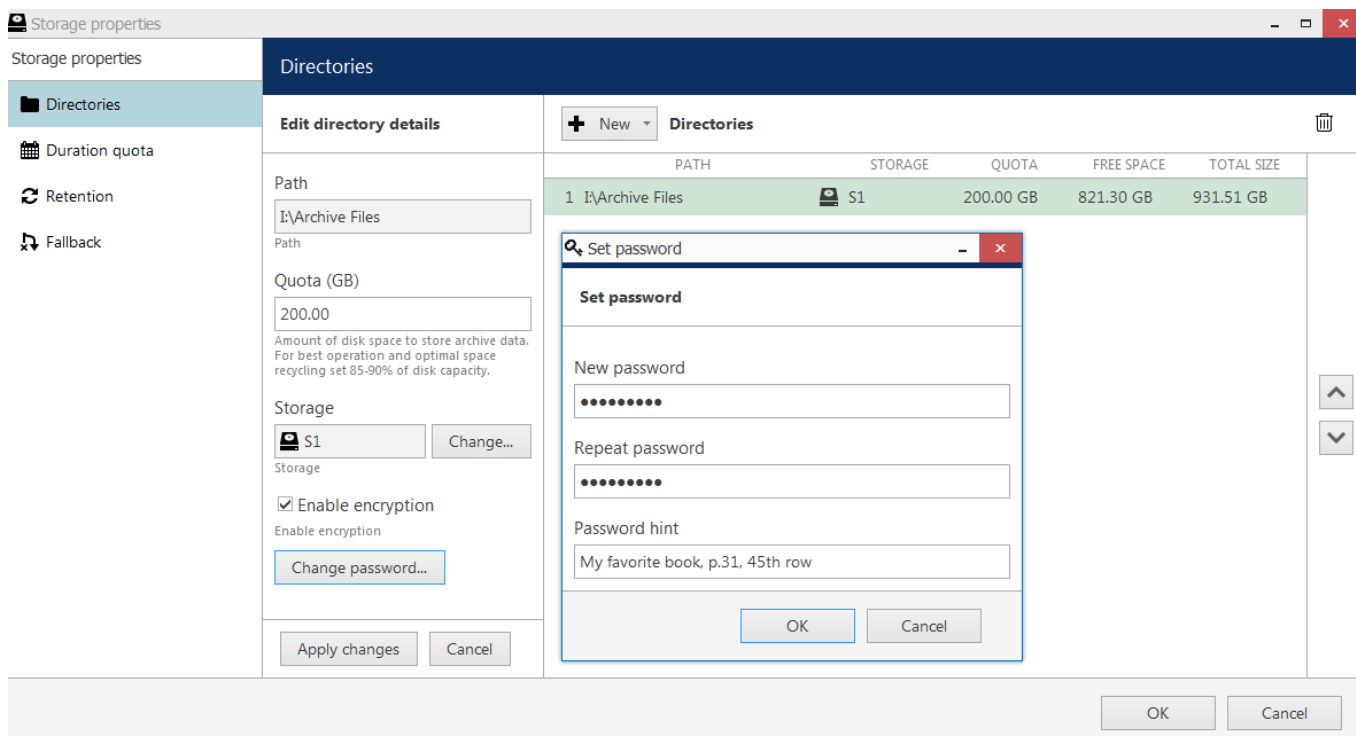 Storage properties
Storage properties
Directories
Duration quota
Retention
Fallback
Directories
Edit directory details
Path
I:\Archive Files
Path
Quota (GB)
200.00
Amount of disk space to store archive data.
For best operation and optimal space
recycling set 85-90% of disk capacity.
Storage
S1
Change...
Storage
Enable encryption
Enable encryption
Change password...
Apply changes
Cancel
New
Directories
PATH STORAGE QUOTA FREE SPACE TOTAL SIZE
1 I:\Archive Files S1 200.00 GB 821.30 GB 931.51 GB
Set password
Set password
New password
•••••••••
Repeat password
•••••••••
Password hint
My favorite book, p.31, 45th row
OK Cancel
OK Cancel